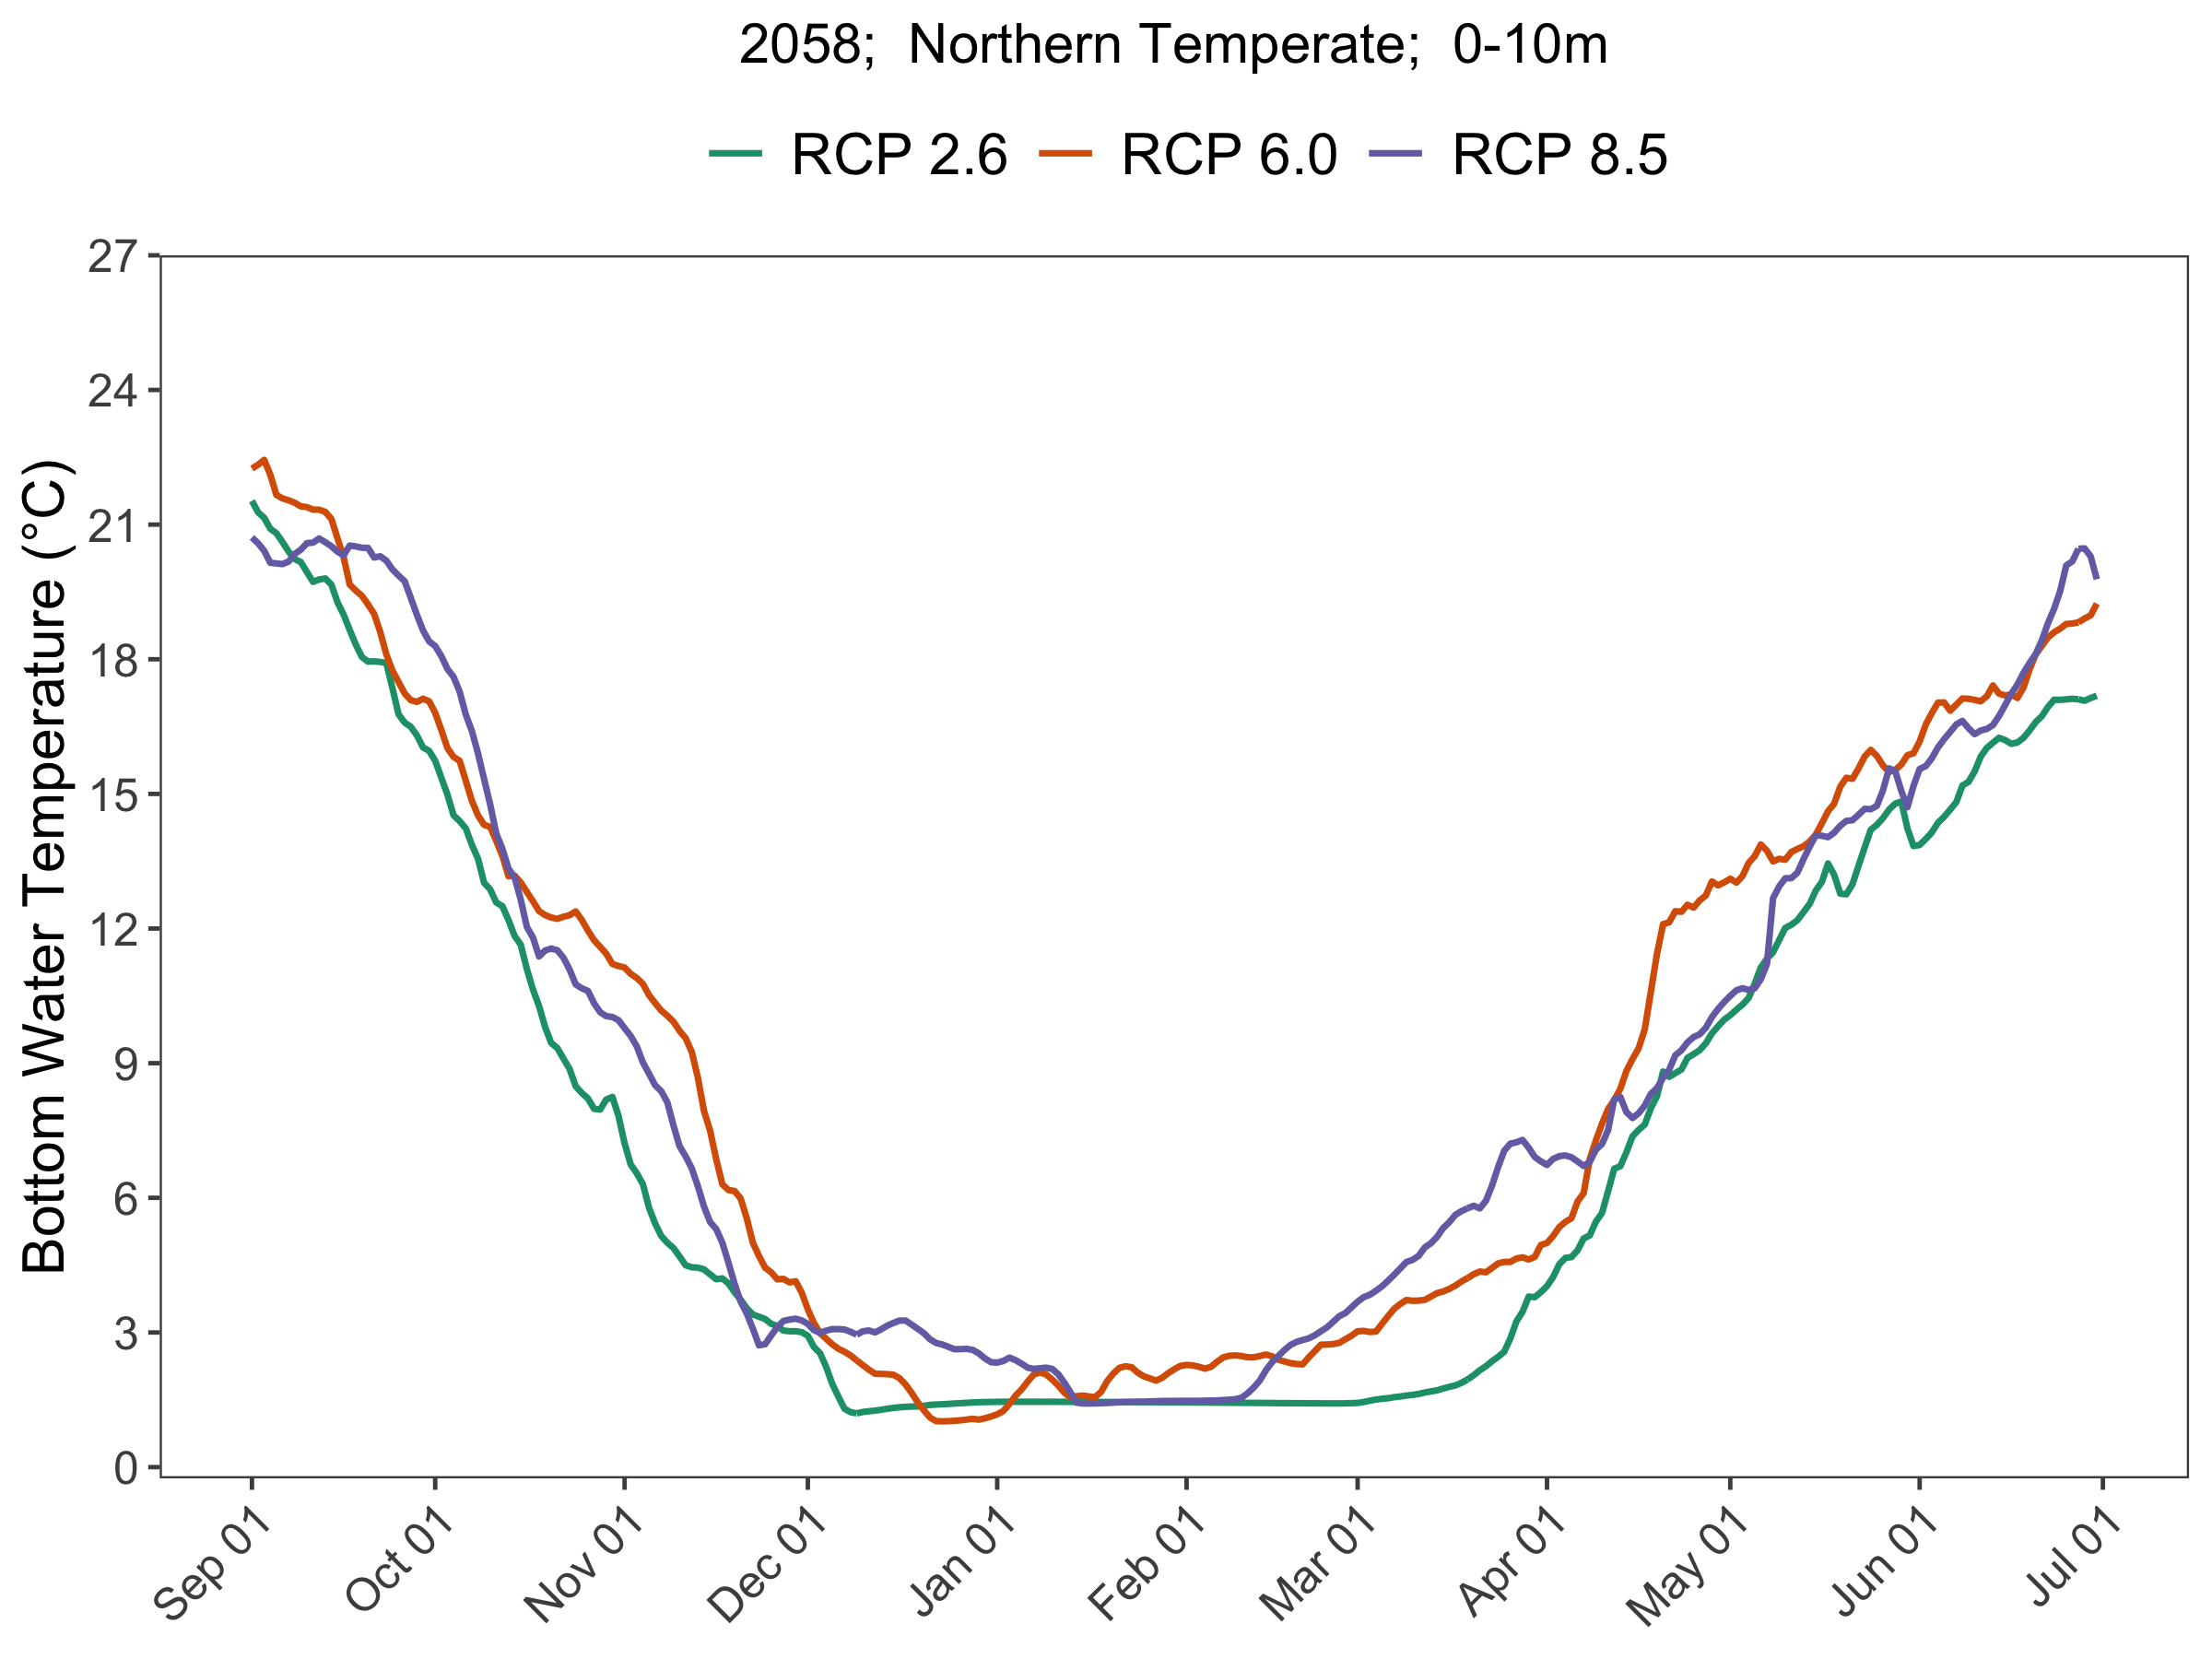 2058;  Northern Temperate;  0-10m
RCP 2.6  RCP 6.0  RCP 8.5
Bottom Water Temperature (°C)
27
24
21
18
15
12
9
6
3
0
Sep 01  Oct 01  Nov 01  Dec 01  Jan 01  Feb 01  Mar 01  Apr 01  May 01  Jun 01  Jul 01